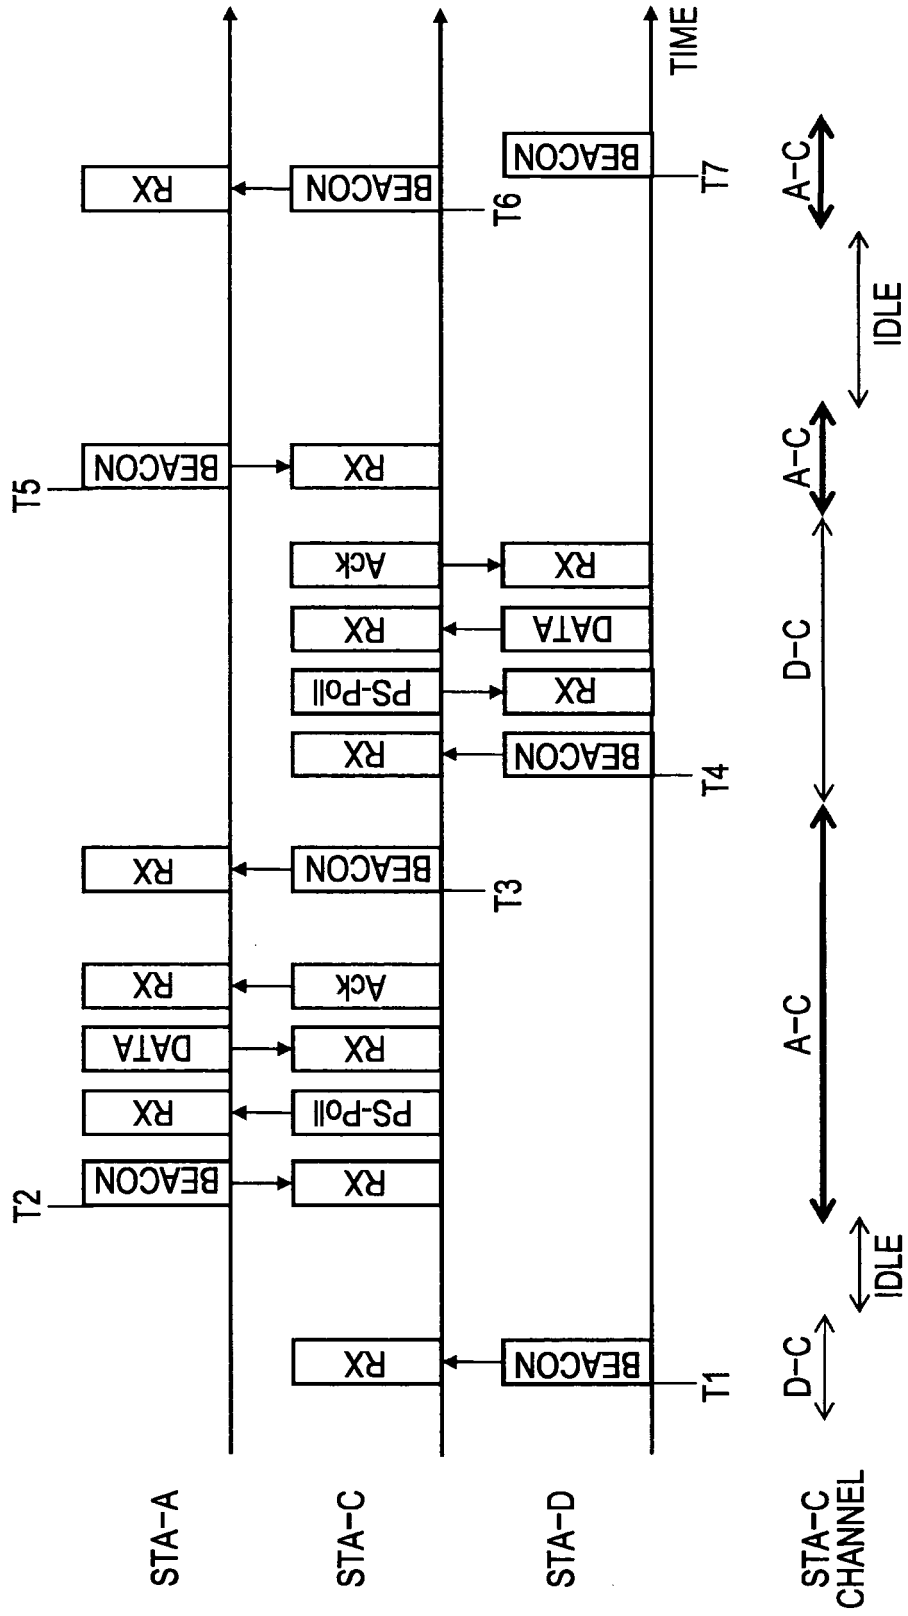 T2
T5
STA-A
BEACON
RX
DATA
RX
RX
BEACON
RX
STA-C
RX
RX
PS-Poll
RX
Ack
BEACON
RX
PS-Poll
RX
Ack
RX
BEACON
T3
T6
STA-D
BEACON
BEACON
RX
DATA
RX
BEACON
T1
T4
T7
TIME
STA-C
CHANNEL
D-C
IDLE
A-C
D-C
A-C
IDLE
A-C